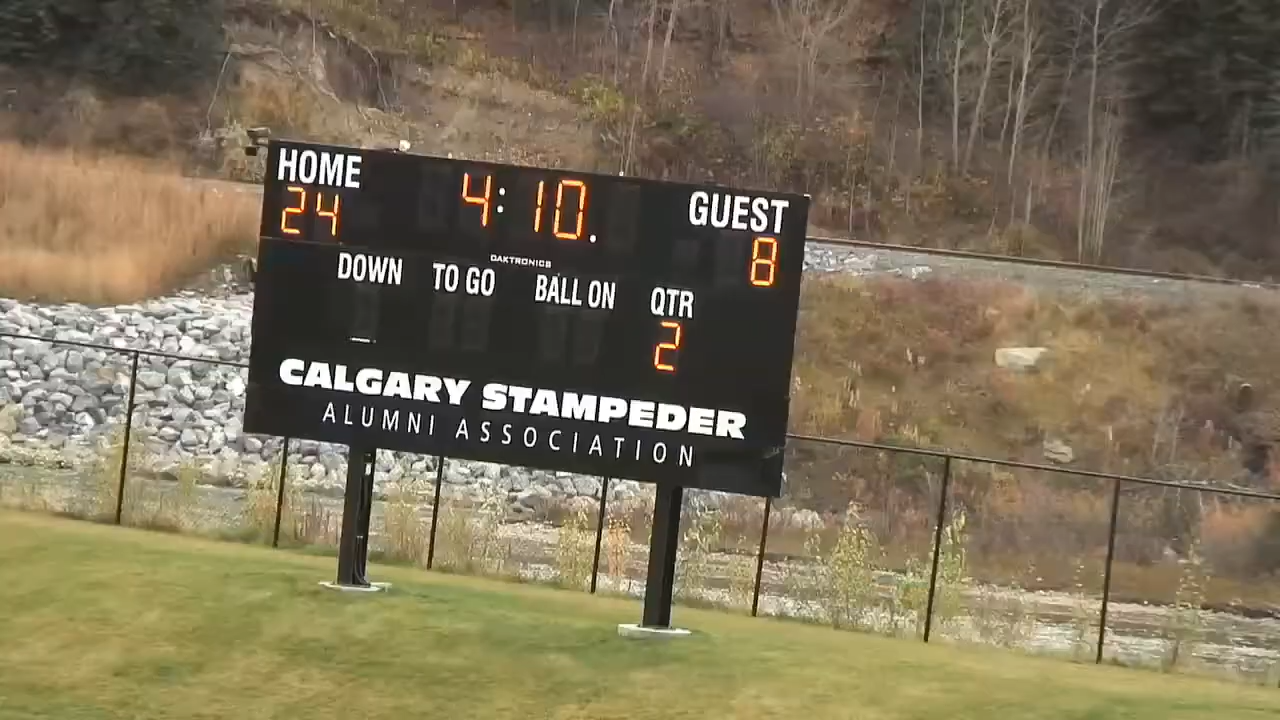 HOME 4:10. GUEST
24 8
DAKTRONICS
DOWN TO GO BALL ON QTR
2
CALGARY STAMPEDER
ALUMNI ASSOCIATION